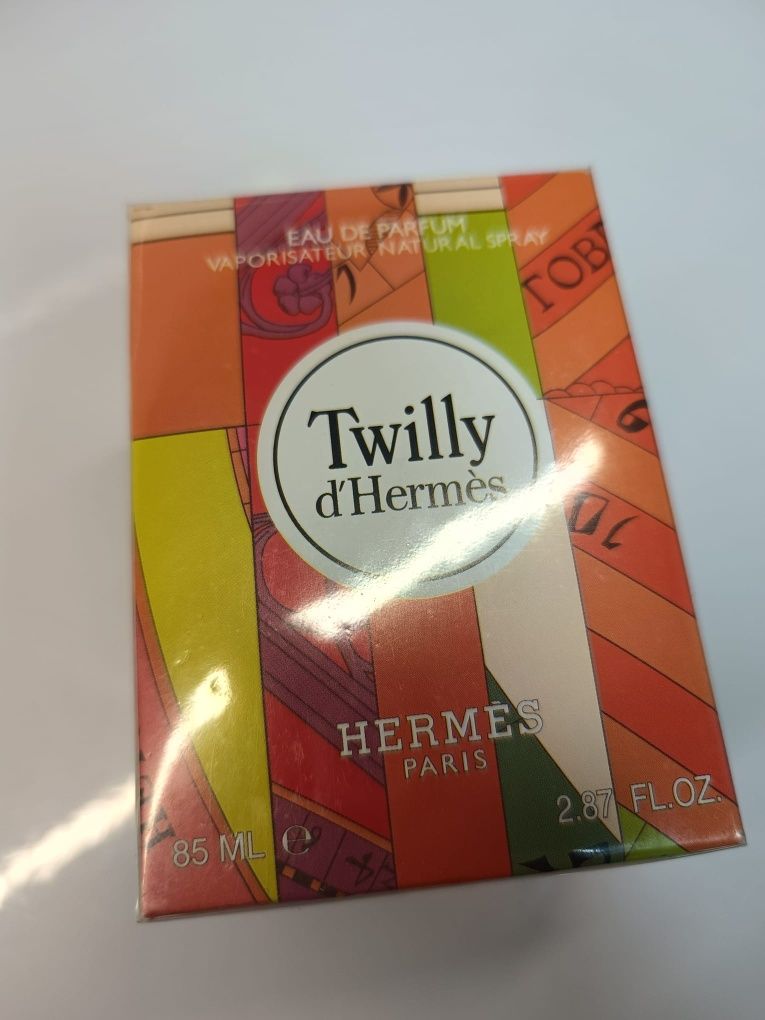 EAU DE PARFUM
VAPORISATEUR NATURAL SPRAY
Twilly
d'Hermès
HERMÈS
PARIS
85 ML ℮
2.87 FL.OZ.